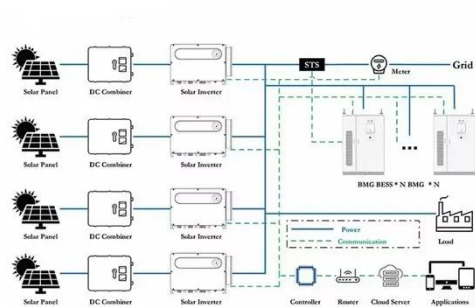 STS
Meter
Grid
Solar Panel
DC Combiner
Solar Inverter
Solar Panel
DC Combiner
Solar Inverter
BMG BESS * N BMG * N
Solar Panel
DC Combiner
Solar Inverter
Power
Communication
Load
Solar Panel
DC Combiner
Solar Inverter
Controller
Router
Cloud Server
Application